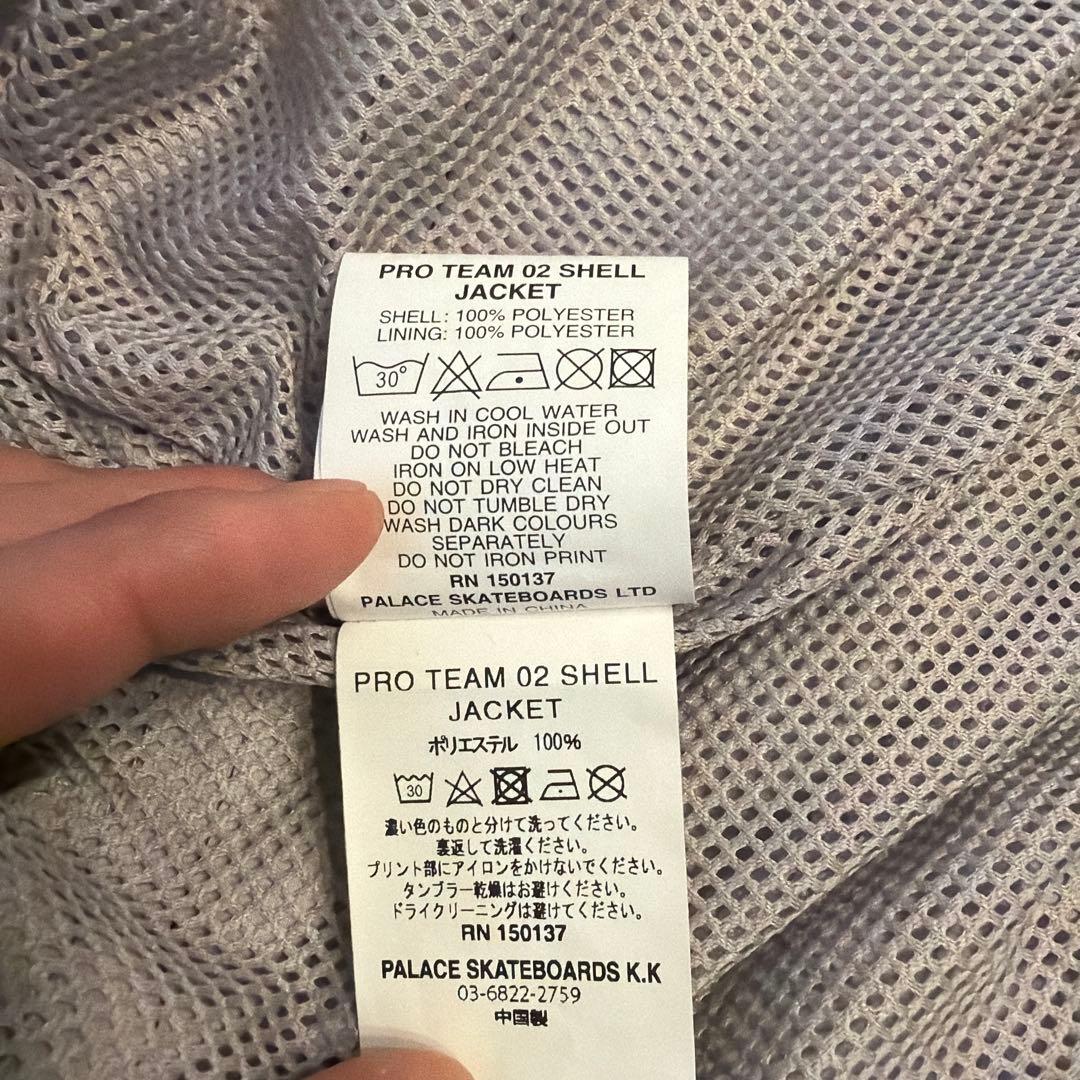 PRO TEAM 02 SHELL
JACKET
SHELL: 100% POLYESTER
LINING: 100% POLYESTER
30°
WASH IN COOL WATER
WASH AND IRON INSIDE OUT
DO NOT BLEACH
IRON ON LOW HEAT
DO NOT DRY CLEAN
DO NOT TUMBLE DRY
WASH DARK COLOURS
SEPARATELY
DO NOT IRON PRINT
RN 150137
PALACE SKATEBOARDS LTD
MADE IN CHINA
PRO TEAM 02 SHELL
JACKET
ポリエステル 100%
30
濃い色のものと分けて洗ってください。
裏返して洗濯ください。
プリント部にアイロンをかけないでください。
タンブラー乾燥はお避けください。
ドライクリーニングは避けてください。
RN 150137
PALACE SKATEBOARDS K.K
03-6822-2759
中国製